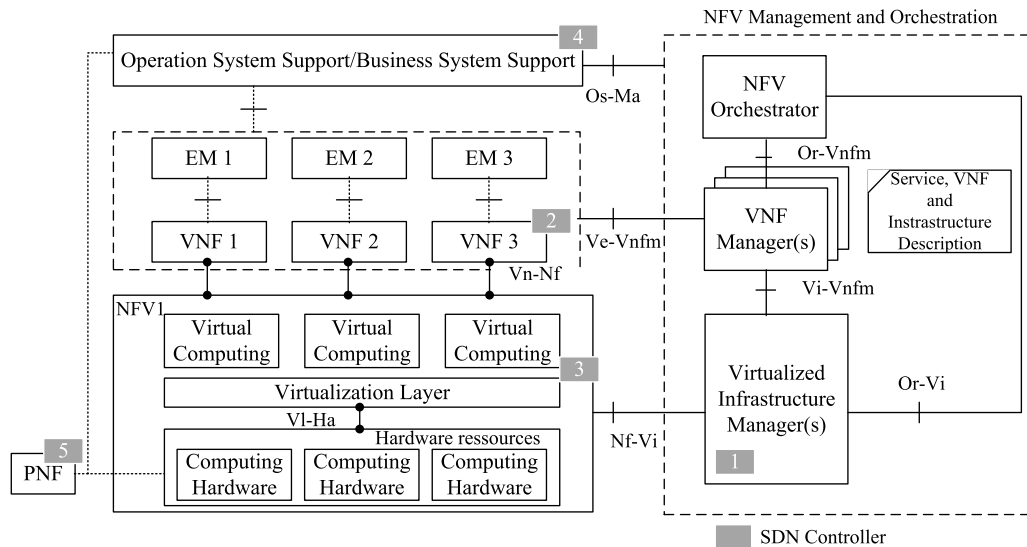 NFV Management and Orchestration
4
Operation System Support/Business System Support
Os-Ma
NFV
Orchestrator
Or-Vnfm
EM 1
EM 2
EM 3
Service, VNF
and
Instrastructure
Description
VNF 1
VNF 2
VNF 3
2
Ve-Vnfm
VNF
Manager(s)
Vn-Nf
Vi-Vnfm
NFV1
Virtual
Computing
Virtual
Computing
Virtual
Computing
3
Virtualization Layer
Vl-Ha
Hardware ressources
Computing
Hardware
Computing
Hardware
Computing
Hardware
Nf-Vi
Virtualized
Infrastructure
Manager(s)
1
Or-Vi
5
PNF
SDN Controller